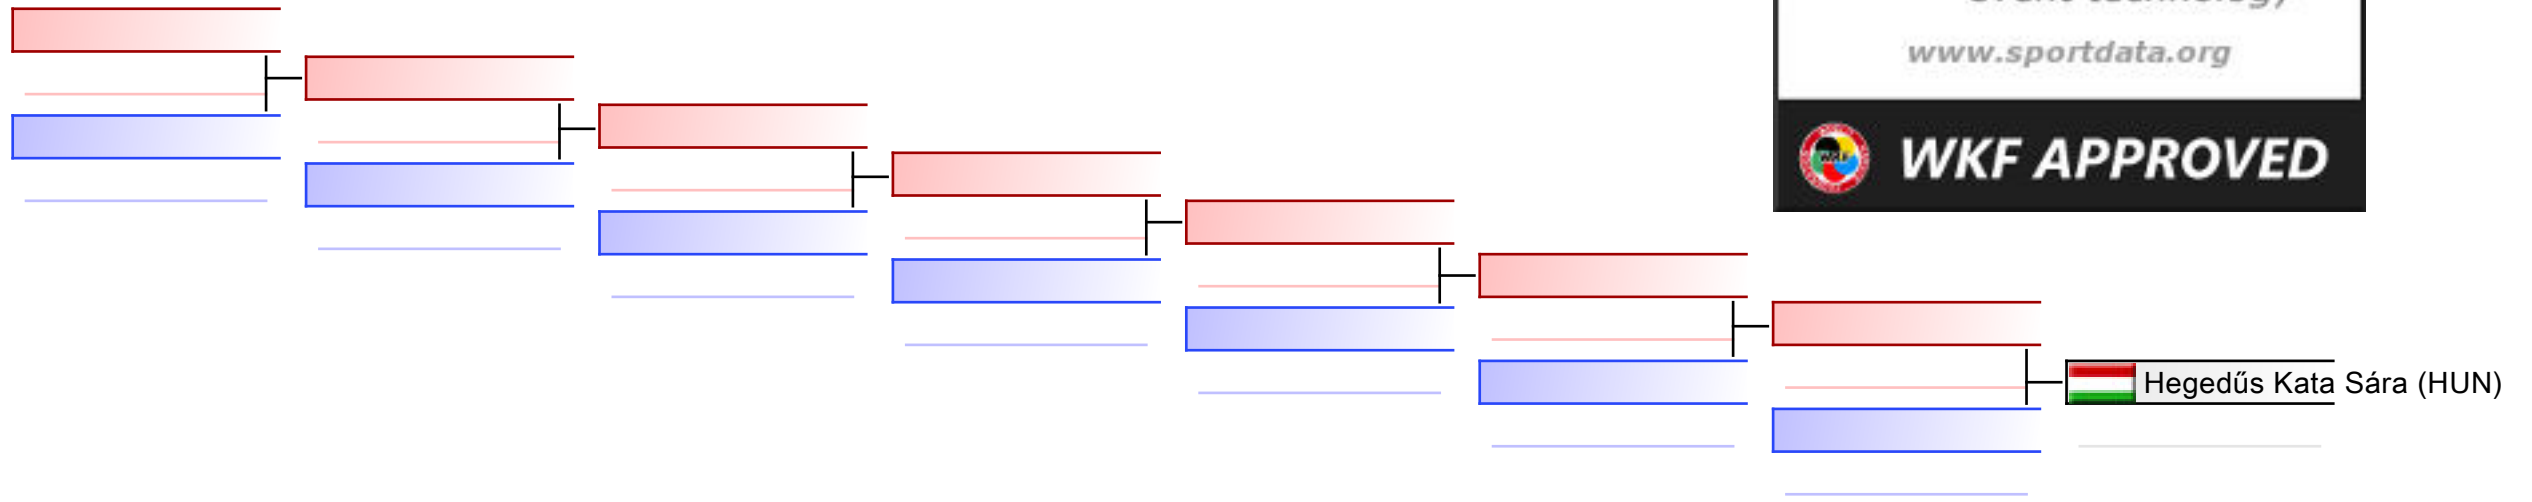 www.sportdata.org
WKF APPROVED
Hegedűs Kata Sára (HUN)